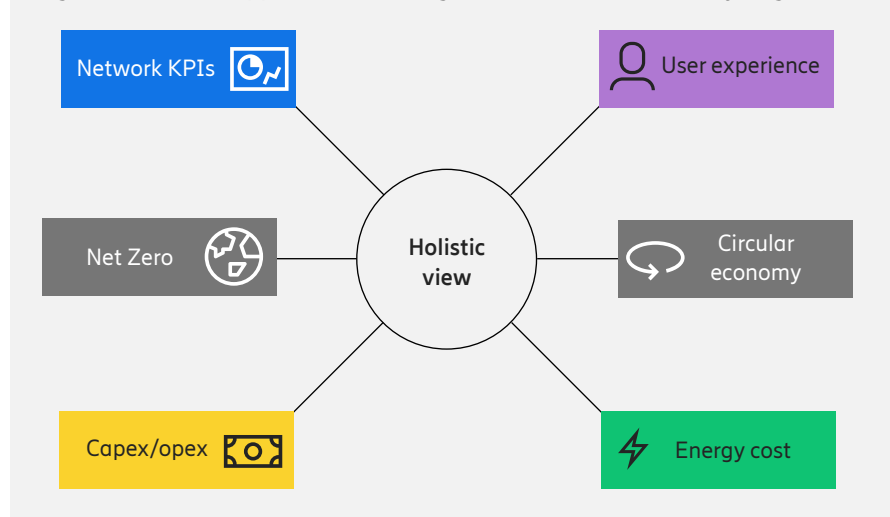 Network KPIs
User experience
Holistic
view
Net Zero
Circular
economy
Capex/opex
Energy cost